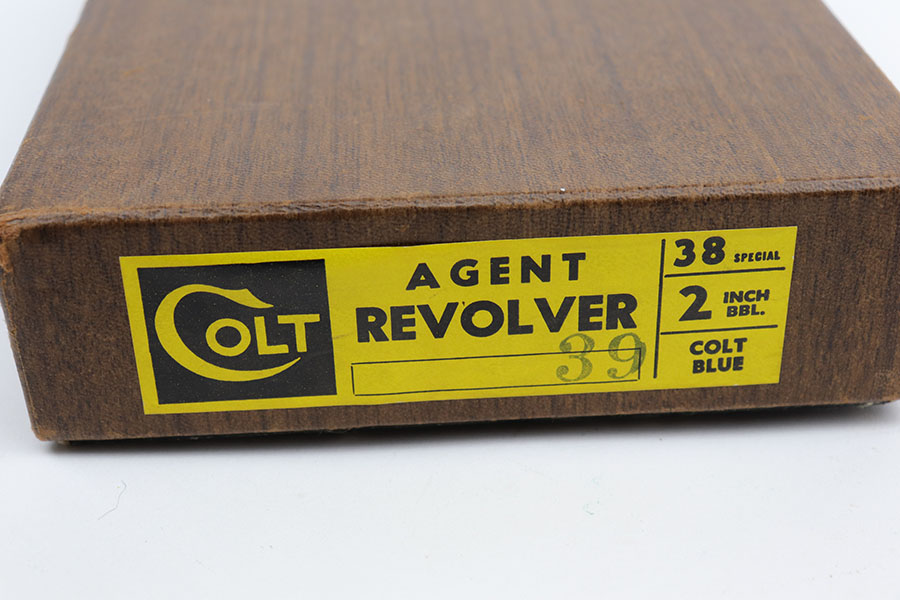 COLT
AGENT
REVOLVER
39
38 SPECIAL
2 INCH BBL.
COLT
BLUE